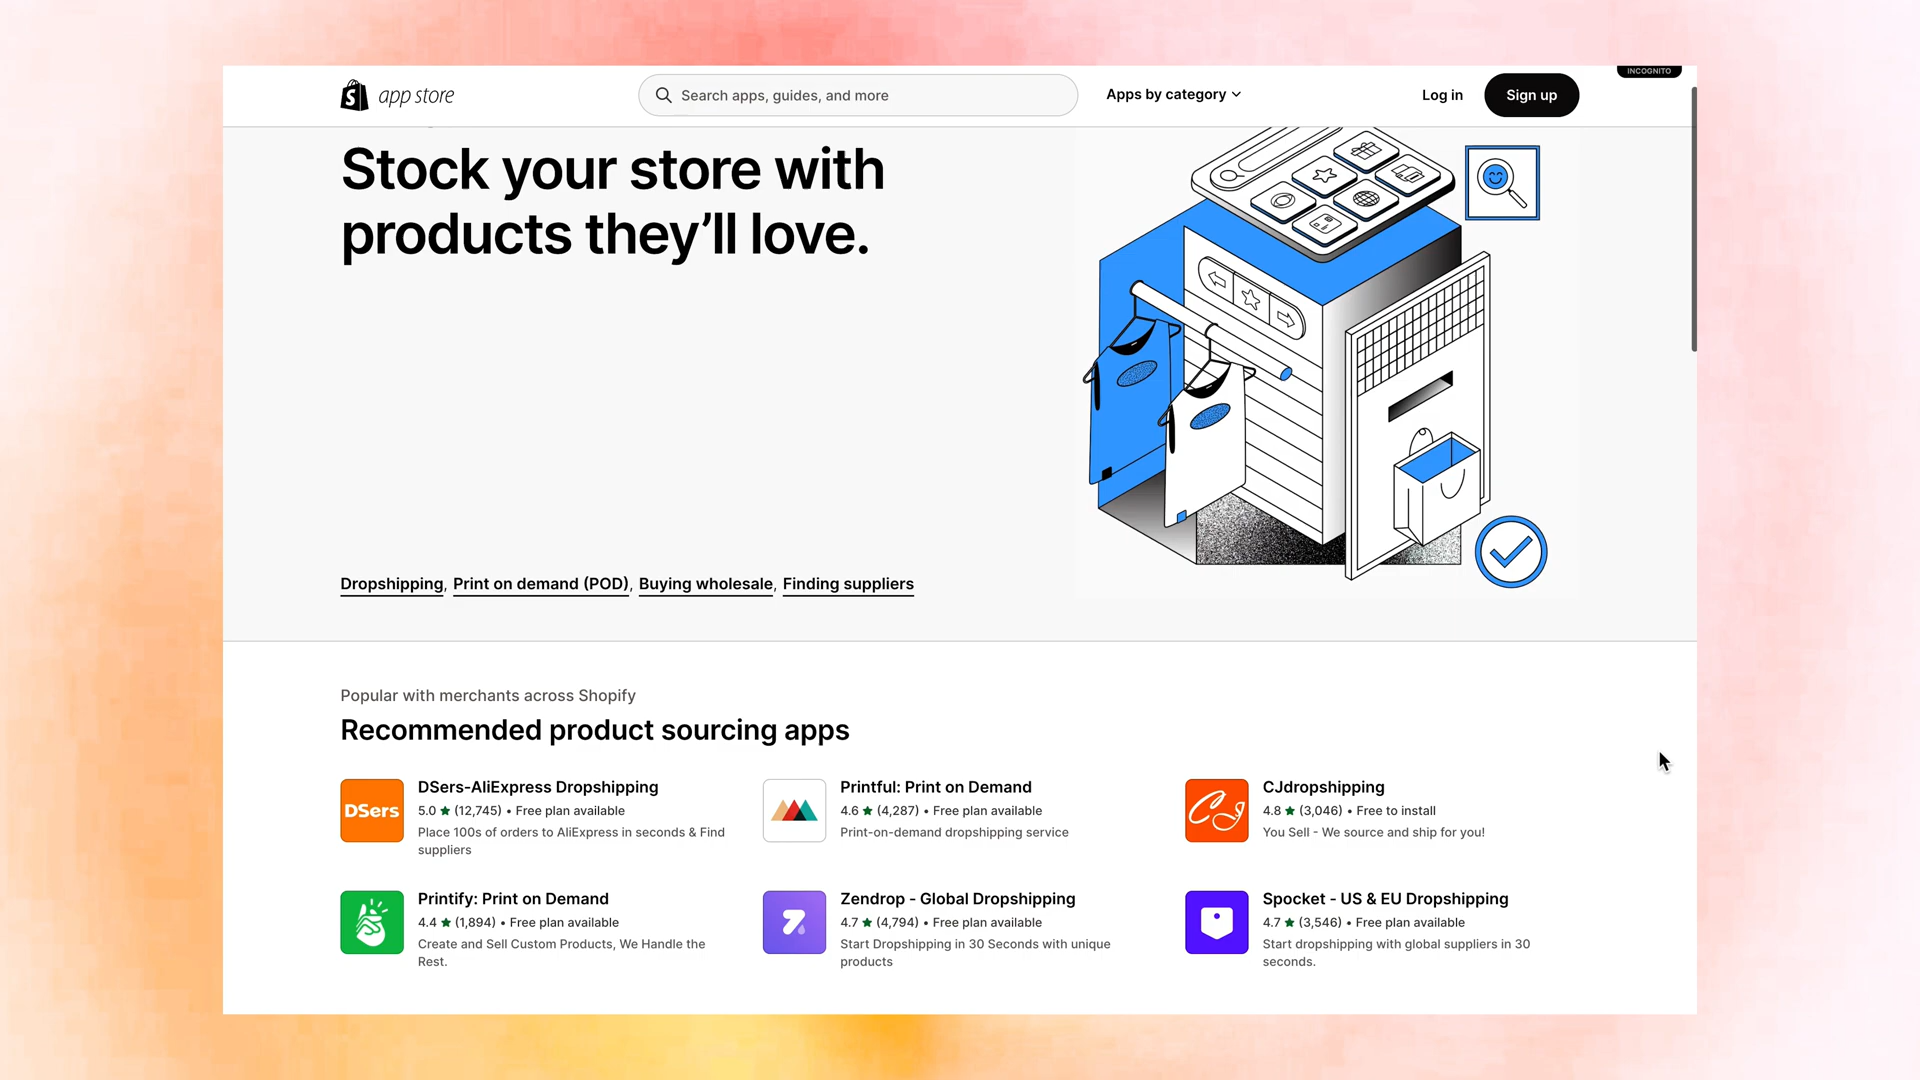 INCOGNITO
app store
Search apps, guides, and more
Apps by category
Log in
Sign up
Stock your store with
products they’ll love.
Dropshipping, Print on demand (POD), Buying wholesale, Finding suppliers
Popular with merchants across Shopify
Recommended product sourcing apps
DSers
DSers-AliExpress Dropshipping
5.0 ★ (12,745) • Free plan available
Place 100s of orders to AliExpress in seconds & Find
suppliers
Printful: Print on Demand
4.6 ★ (4,287) • Free plan available
Print-on-demand dropshipping service
CJ
CJdropshipping
4.8 ★ (3,046) • Free to install
You Sell - We source and ship for you!
Printify: Print on Demand
4.4 ★ (1,894) • Free plan available
Create and Sell Custom Products, We Handle the
Rest.
Zendrop - Global Dropshipping
4.7 ★ (4,794) • Free plan available
Start Dropshipping in 30 Seconds with unique
products
Spocket - US & EU Dropshipping
4.7 ★ (3,546) • Free plan available
Start dropshipping with global suppliers in 30
seconds.